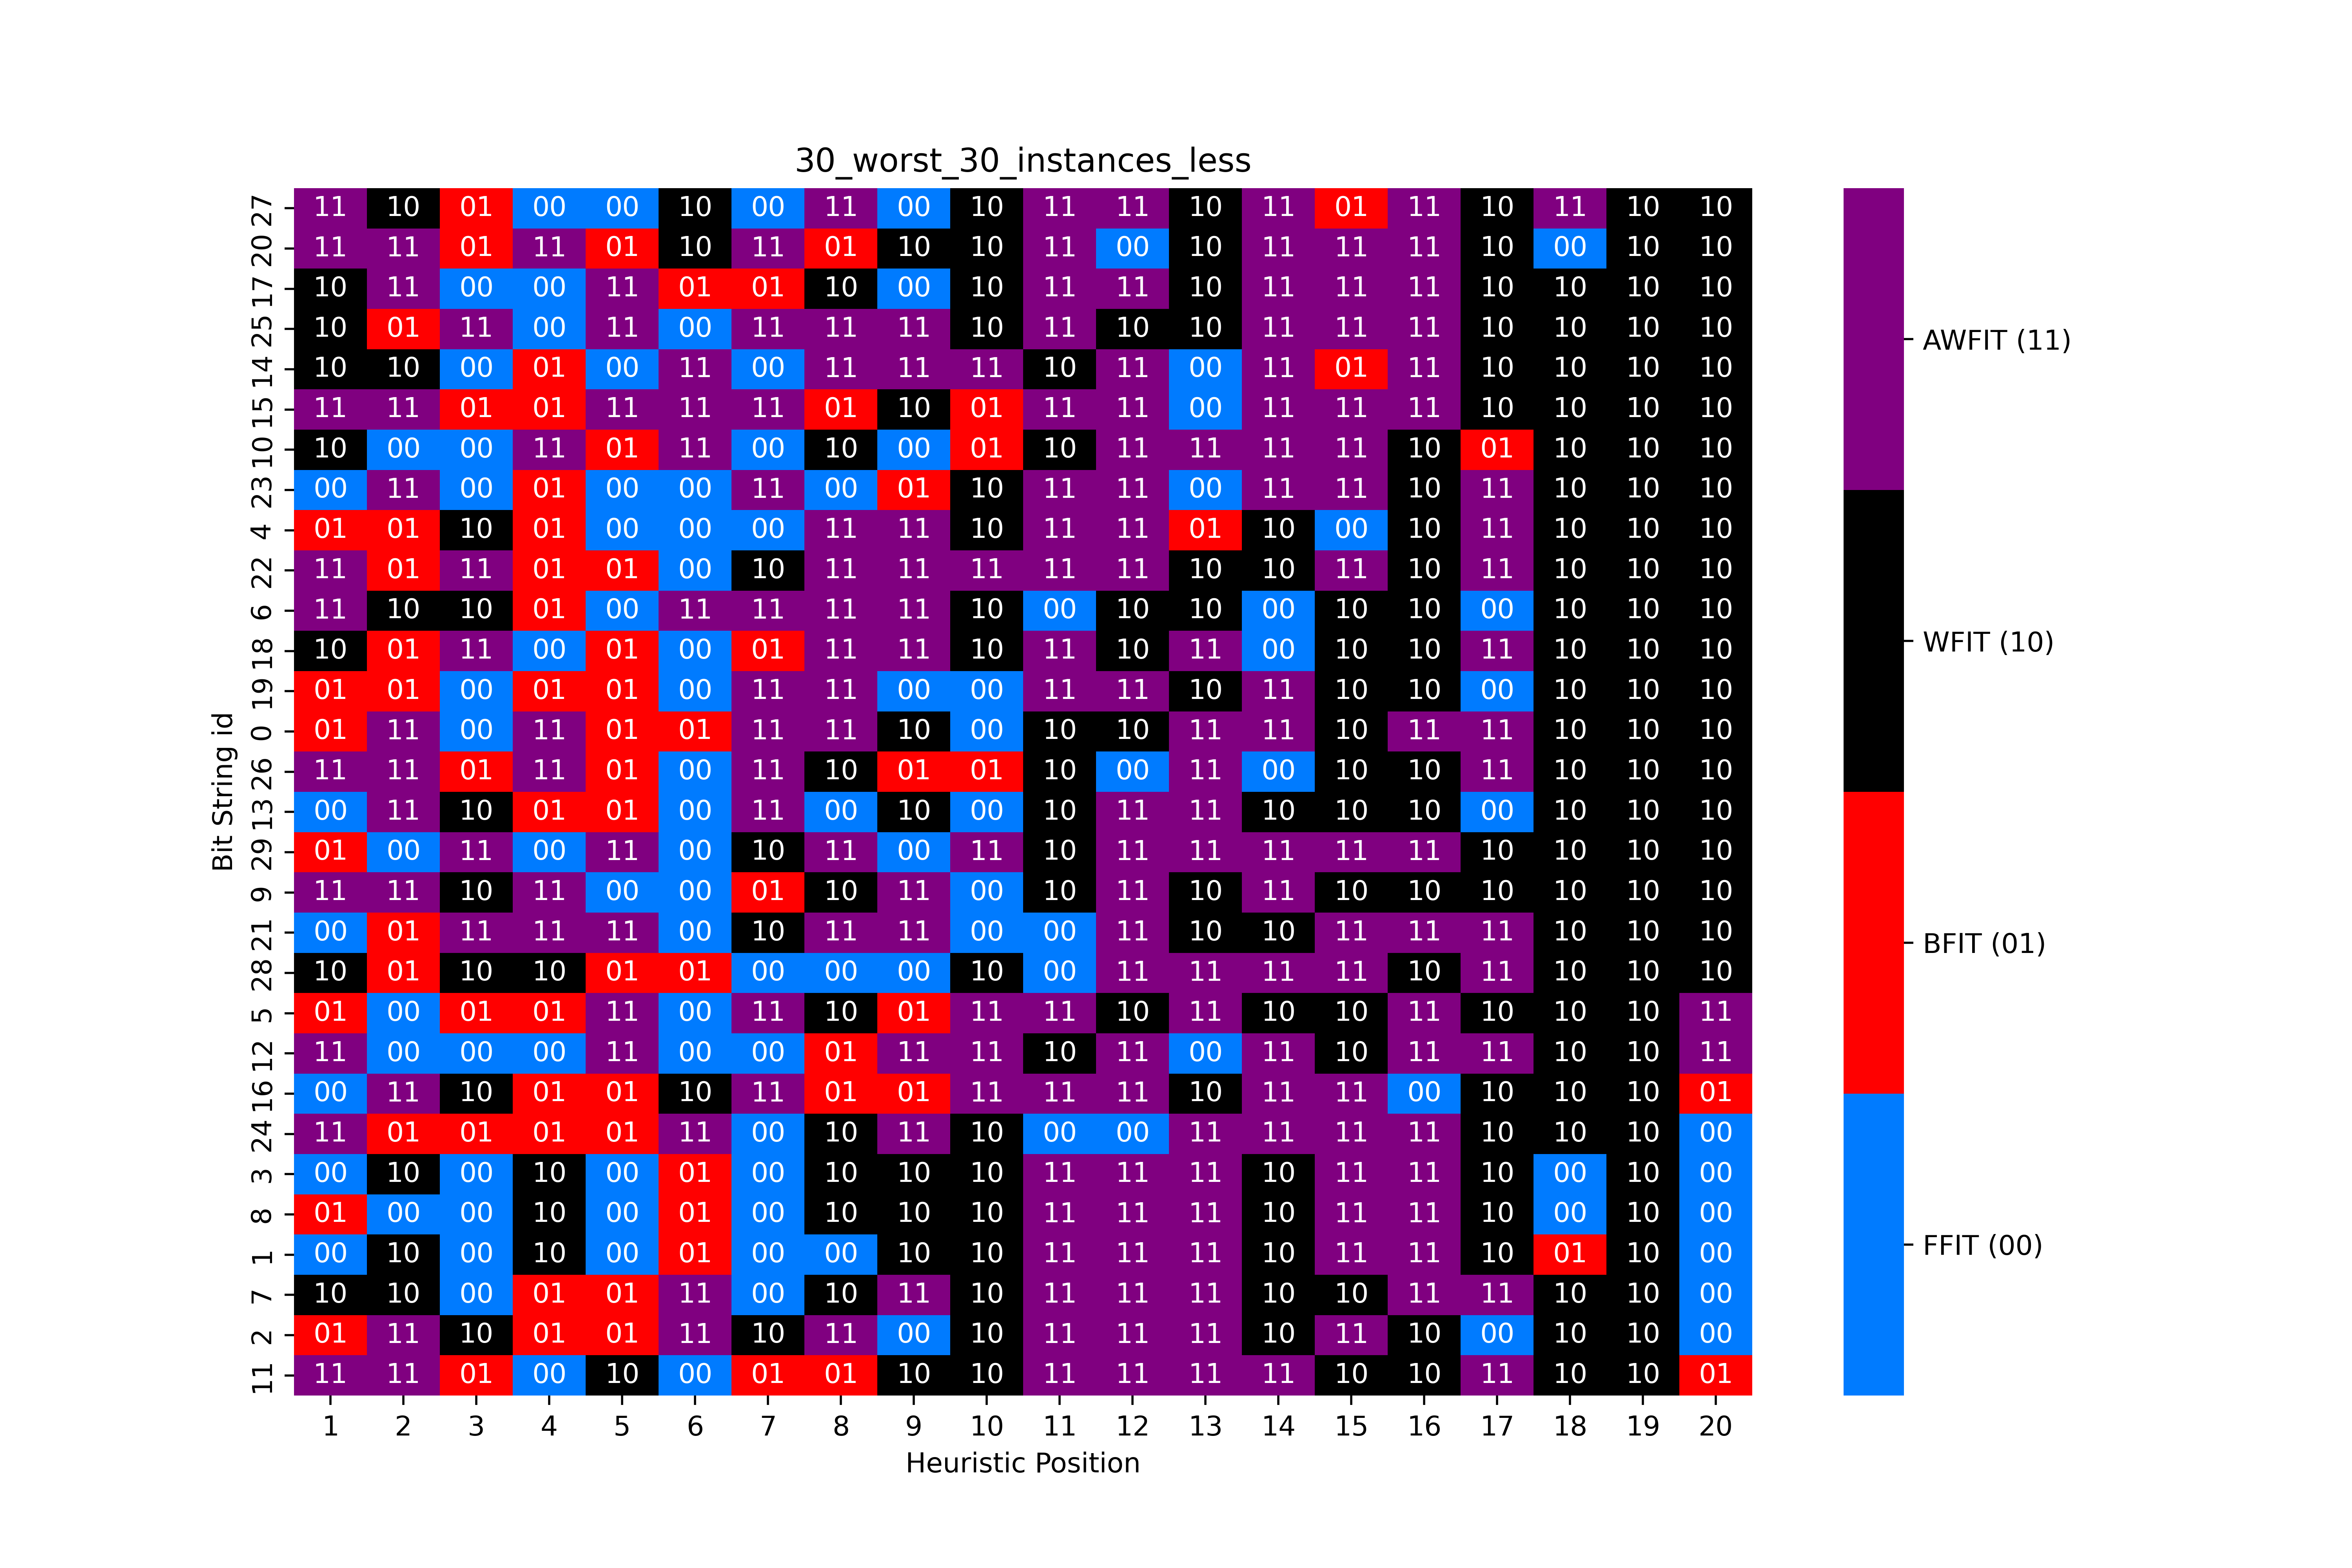 30_worst_30_instances_less
27 11 10 01 00 00 10 00 11 00 10 11 11 10 11 01 11 10 11 10 10
20 11 11 01 11 01 10 11 01 10 10 11 00 10 11 11 11 10 00 10 10
17 10 11 00 00 11 01 01 10 00 10 11 11 10 11 11 11 10 10 10 10
25 10 01 11 00 11 00 11 11 11 10 11 10 10 11 11 11 10 10 10 10
14 10 10 00 01 00 11 00 11 11 11 10 11 00 11 01 11 10 10 10 10
15 11 11 01 01 11 11 11 01 10 01 11 11 00 11 11 11 10 10 10 10
10 10 00 00 11 01 11 00 10 00 01 10 11 11 11 11 10 01 10 10 10
23 00 11 00 01 00 00 11 00 01 10 11 11 00 11 11 10 11 10 10 10
4 01 01 10 01 00 00 00 11 11 10 11 11 01 10 00 10 11 10 10 10
22 11 01 11 01 01 00 10 11 11 11 11 11 10 10 11 10 11 10 10 10
6 11 10 10 01 00 11 11 11 11 10 00 10 10 00 10 10 00 10 10 10
18 10 01 11 00 01 00 01 11 11 10 11 10 11 00 10 10 11 10 10 10
19 01 01 00 01 01 00 11 11 00 00 11 11 10 11 10 10 00 10 10 10
0 01 11 00 11 01 01 11 11 10 00 10 10 11 11 10 11 11 10 10 10
26 11 11 01 11 01 00 11 10 01 01 10 00 11 00 10 10 11 10 10 10
13 00 11 10 01 01 00 11 00 10 00 10 11 11 10 10 10 00 10 10 10
29 01 00 11 00 11 00 10 11 00 11 10 11 11 11 11 11 10 10 10 10
9 11 11 10 11 00 00 01 10 11 00 10 11 10 11 10 10 10 10 10 10
21 00 01 11 11 11 00 10 11 11 00 00 11 10 10 11 11 11 10 10 10
28 10 01 10 10 01 01 00 00 00 10 00 11 11 11 11 10 11 10 10 10
5 01 00 01 01 11 00 11 10 01 11 11 10 11 10 10 11 10 10 10 11
12 11 00 00 00 11 00 00 01 11 11 10 11 00 11 10 11 11 10 10 11
16 00 11 10 01 01 10 11 01 01 11 11 11 10 11 11 00 10 10 10 01
24 11 01 01 01 01 11 00 10 11 10 00 00 11 11 11 11 10 10 10 00
3 00 10 00 10 00 01 00 10 10 10 11 11 11 10 11 11 10 00 10 00
8 01 00 00 10 00 01 00 10 10 10 11 11 11 10 11 11 10 00 10 00
1 00 10 00 10 00 01 00 00 10 10 11 11 11 10 11 11 10 01 10 00
7 10 10 00 01 01 11 00 10 11 10 11 11 11 10 10 11 11 10 10 00
2 01 11 10 01 01 11 10 11 00 10 11 11 11 10 11 10 00 10 10 00
11 11 11 01 00 10 00 01 01 10 10 11 11 11 11 10 10 11 10 10 01
1 2 3 4 5 6 7 8 9 10 11 12 13 14 15 16 17 18 19 20
Heuristic Position
Bit String id
AWFIT (11)
WFIT (10)
BFIT (01)
FFIT (00)